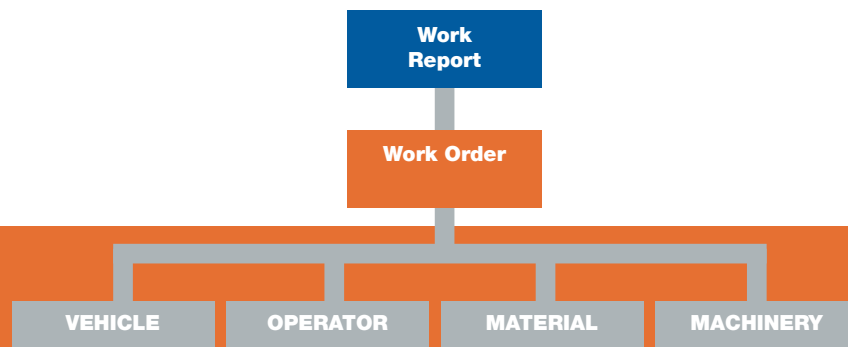 Work
Report
Work Order
VEHICLE
OPERATOR
MATERIAL
MACHINERY